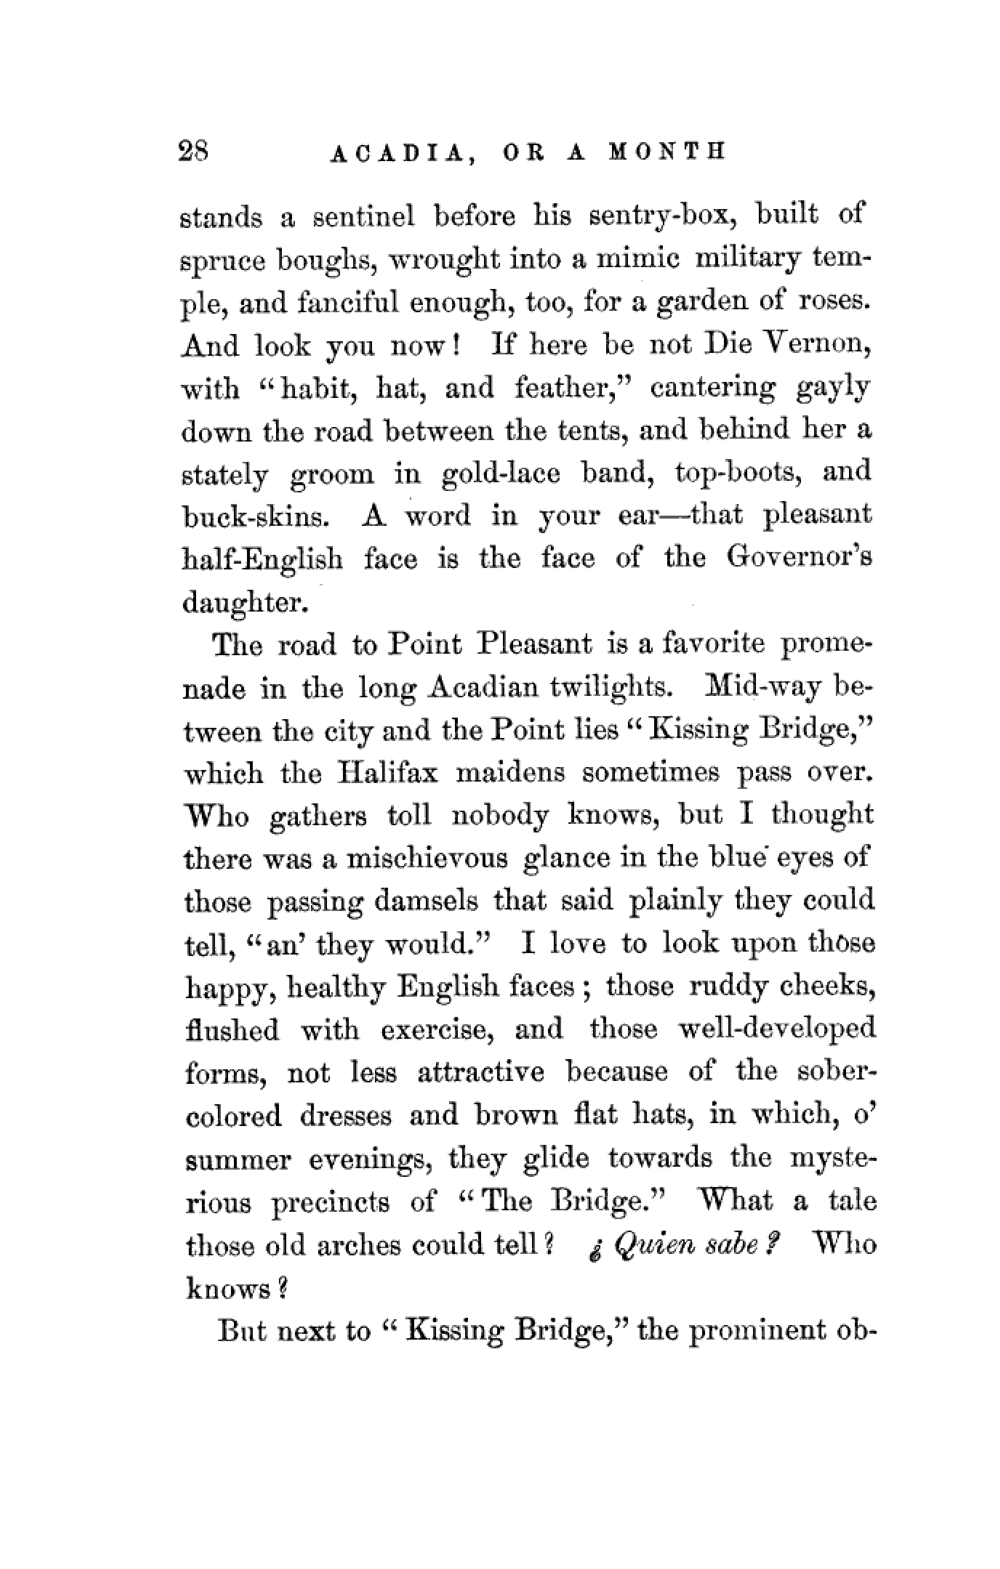 28 ACADIA, OR A MONTH
stands a sentinel before his sentry-box, built of
spruce boughs, wrought into a mimic military tem-
ple, and fanciful enough, too, for a garden of roses.
And look you now! If here be not Die Vernon,
with “habit, hat, and feather,” cantering gayly
down the road between the tents, and behind her a
stately groom in gold-lace band, top-boots, and
buck-skins. A word in your ear—that pleasant
half-English face is the face of the Governor’s
daughter.
The road to Point Pleasant is a favorite prome-
nade in the long Acadian twilights. Mid-way be-
tween the city and the Point lies “Kissing Bridge,”
which the Halifax maidens sometimes pass over.
Who gathers toll nobody knows, but I thought
there was a mischievous glance in the blue eyes of
those passing damsels that said plainly they could
tell, “an’ they would.” I love to look upon those
happy, healthy English faces; those ruddy cheeks,
flushed with exercise, and those well-developed
forms, not less attractive because of the sober-
colored dresses and brown flat hats, in which, o’
summer evenings, they glide towards the myste-
rious precincts of “The Bridge.” What a tale
those old arches could tell? ¿Quien sabe? Who
knows?
But next to “Kissing Bridge,” the prominent ob-